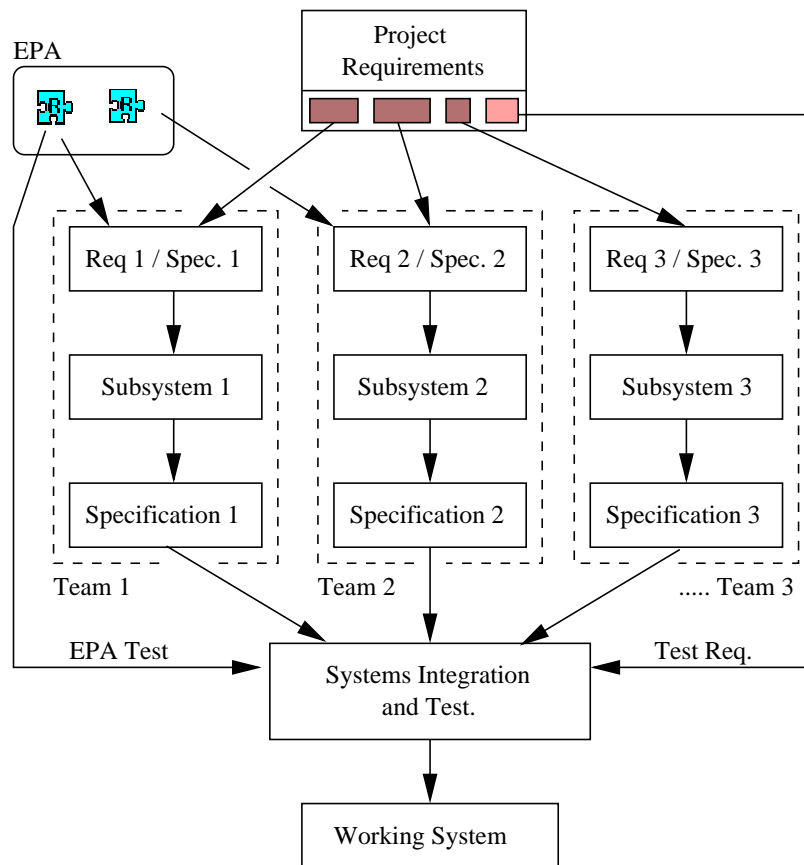 EPA
Project
Requirements
R
R
Req 1 / Spec. 1
Req 2 / Spec. 2
Req 3 / Spec. 3
Subsystem 1
Subsystem 2
Subsystem 3
Specification 1
Specification 2
Specification 3
Team 1
Team 2
..... Team 3
EPA Test
Test Req.
Systems Integration
and Test.
Working System